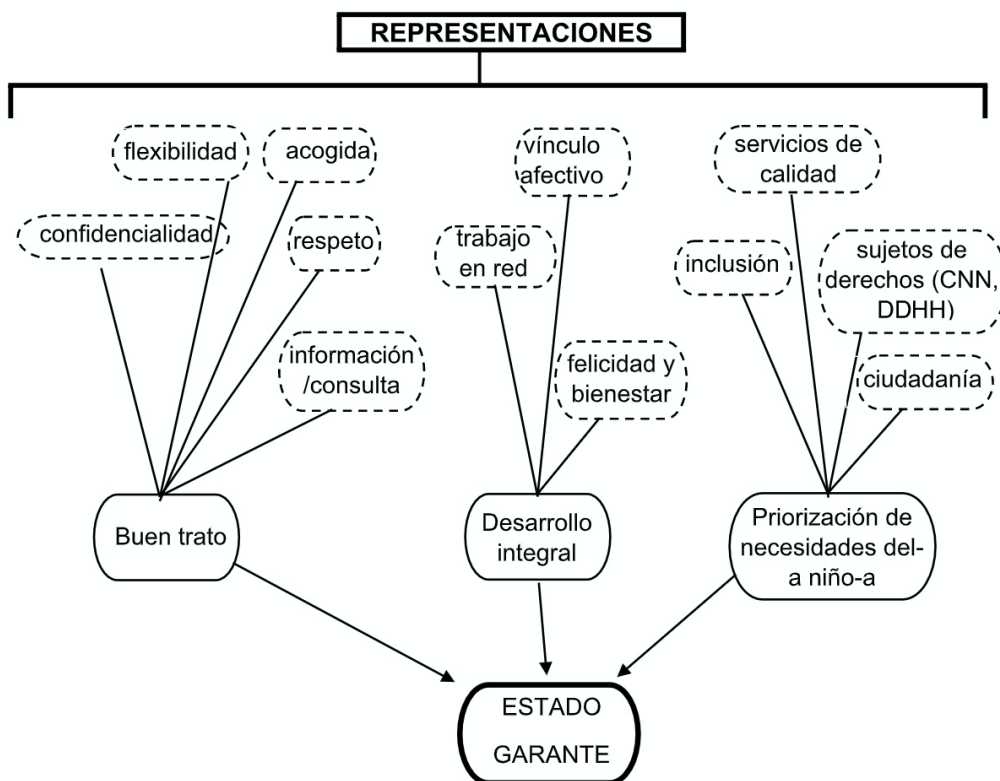 REPRESENTACIONES
flexibilidad
acogida
confidencialidad
respeto
información
/consulta
vínculo
afectivo
trabajo
en red
felicidad y
bienestar
servicios de
calidad
inclusión
sujetos de
derechos (CNN,
DDHH)
ciudadanía
Buen trato
Desarrollo
integral
Priorización de
necesidades del-
a niño-a
ESTADO
GARANTE